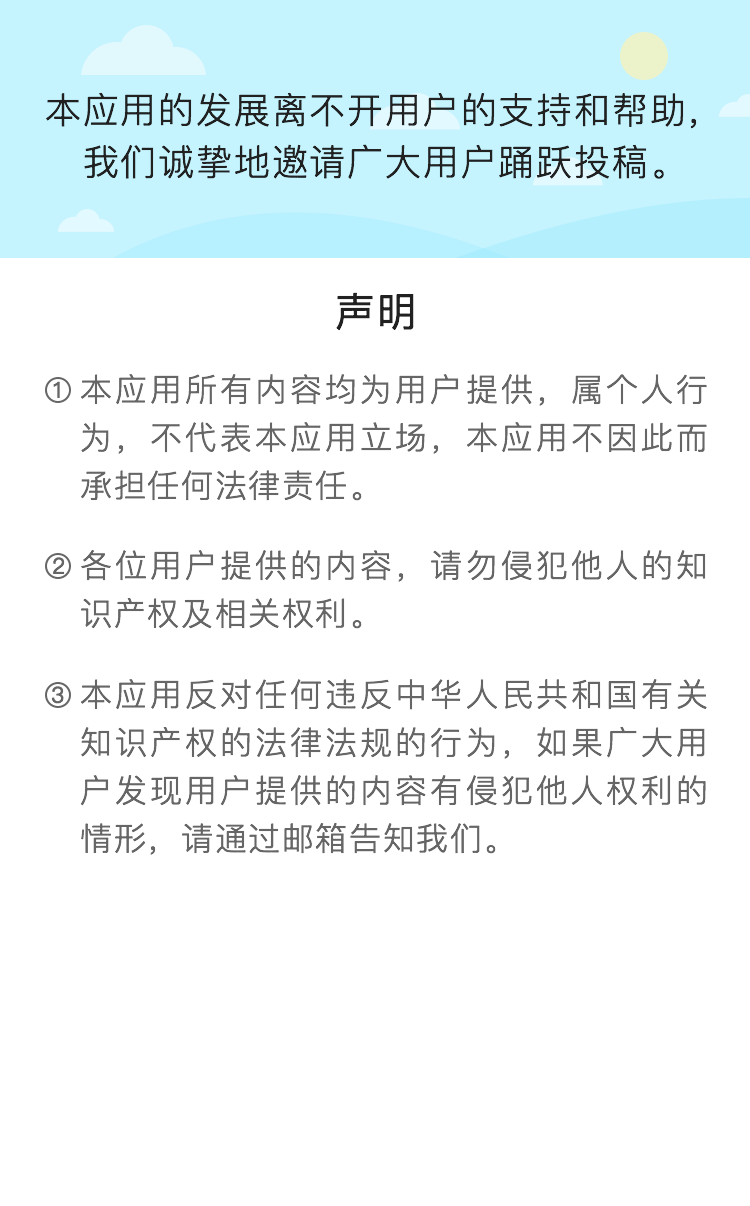 本应用的发展离不开用户的支持和帮助,
我们诚挚地邀请广大用户踊跃投稿。
声明
① 本应用所有内容均为用户提供，属个人行
为，不代表本应用立场，本应用不因此而
承担任何法律责任。
② 各位用户提供的内容，请勿侵犯他人的知
识产权及相关权利。
③ 本应用反对任何违反中华人民共和国有关
知识产权的法律法规的行为，如果广大用
户发现用户提供的内容有侵犯他人权利的
情形，请通过邮箱告知我们。